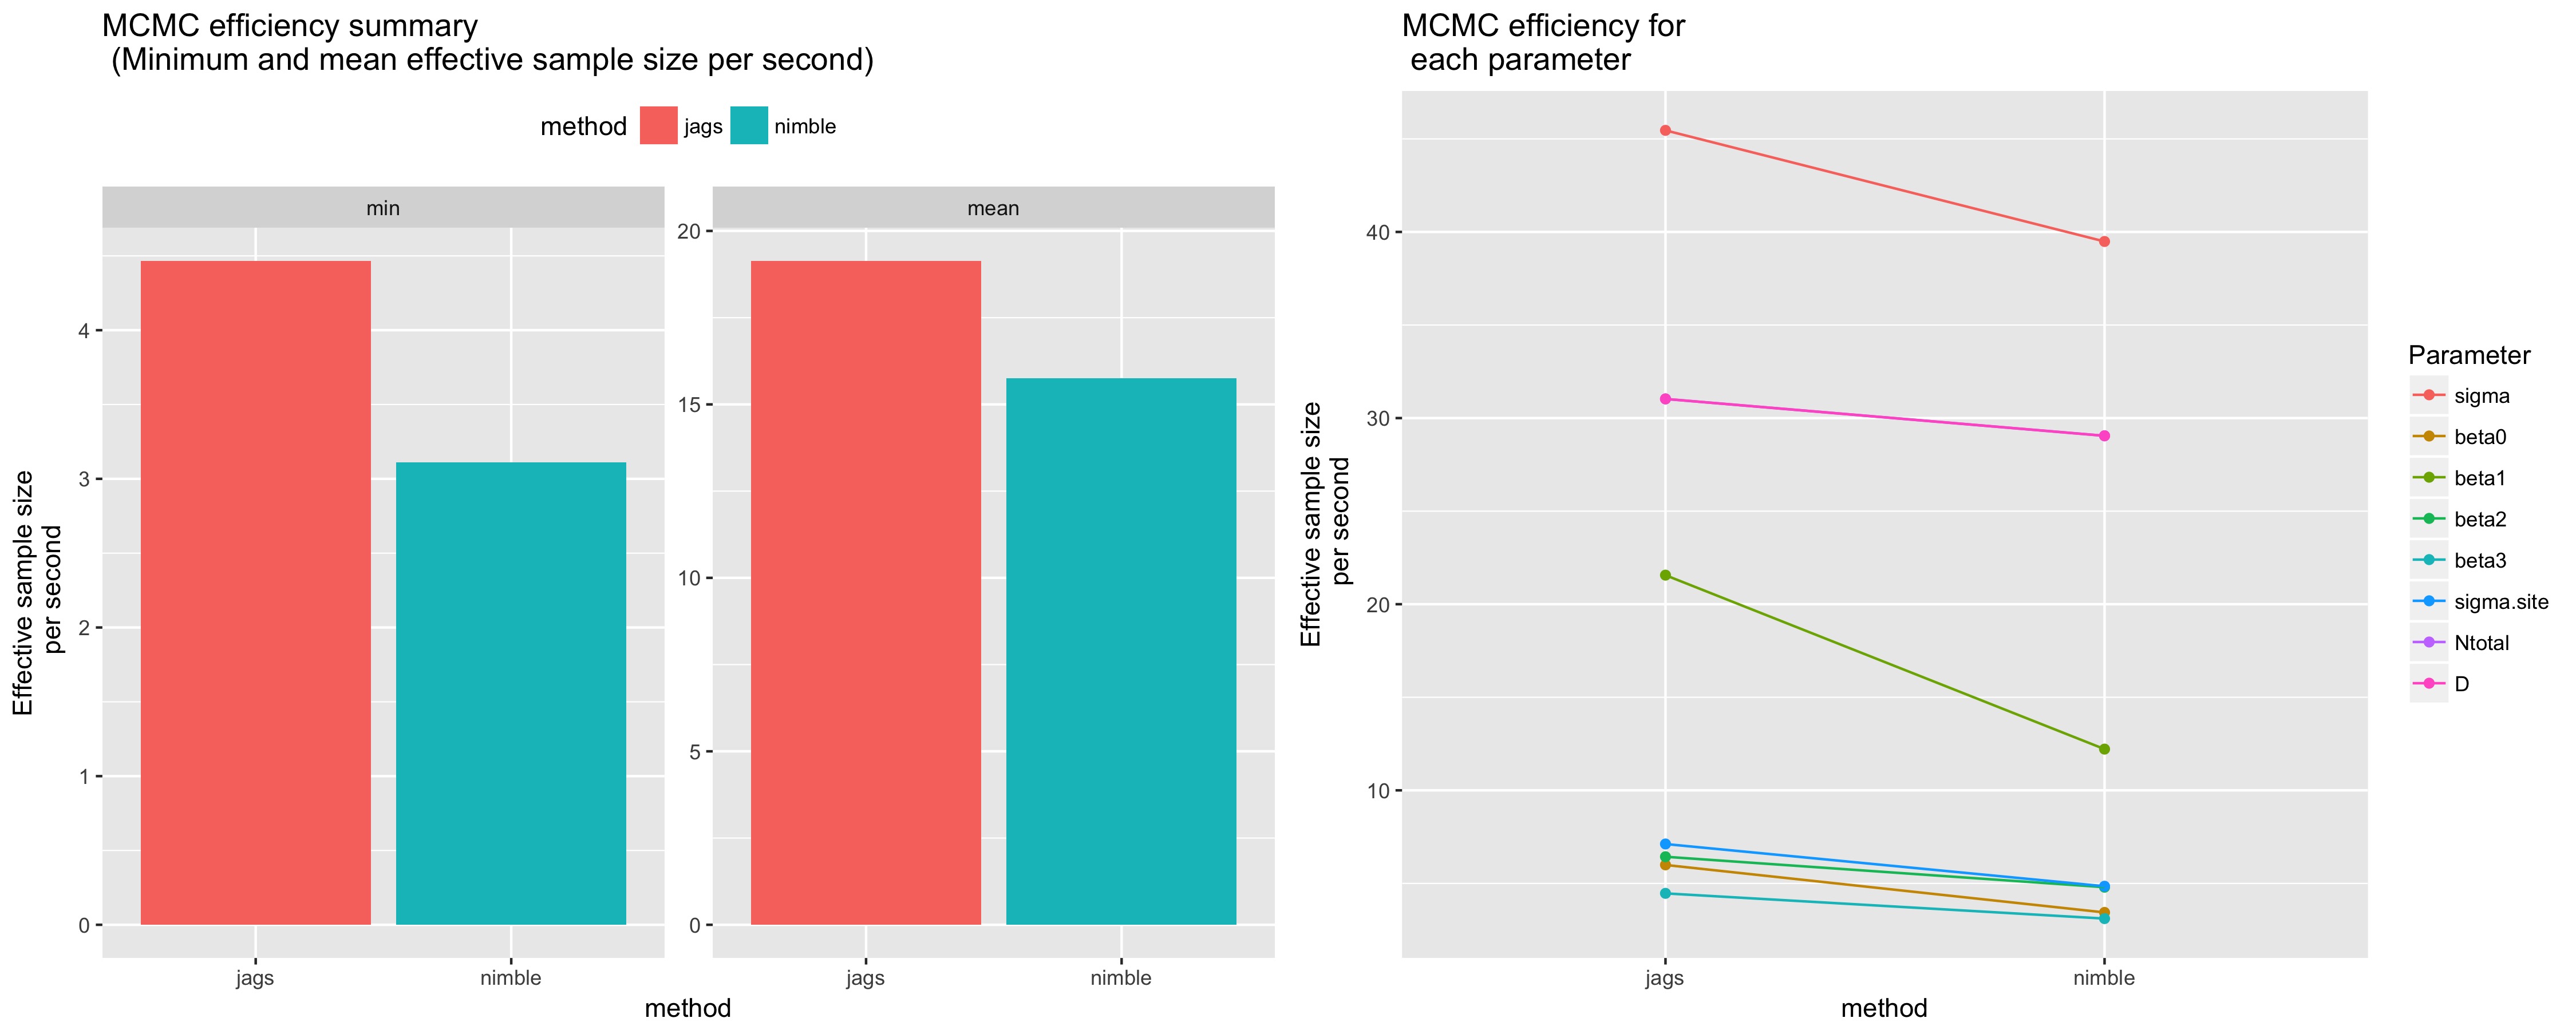 MCMC efficiency summary
(Minimum and mean effective sample size per second)
method jags nimble
min
mean
Effective sample size
per second
4
3
2
1
0
20
15
10
5
0
jags nimble
jags nimble
method
MCMC efficiency for
each parameter
Effective sample size
per second
40
30
20
10
jags nimble
method
Parameter
sigma
beta0
beta1
beta2
beta3
sigma.site
Ntotal
D